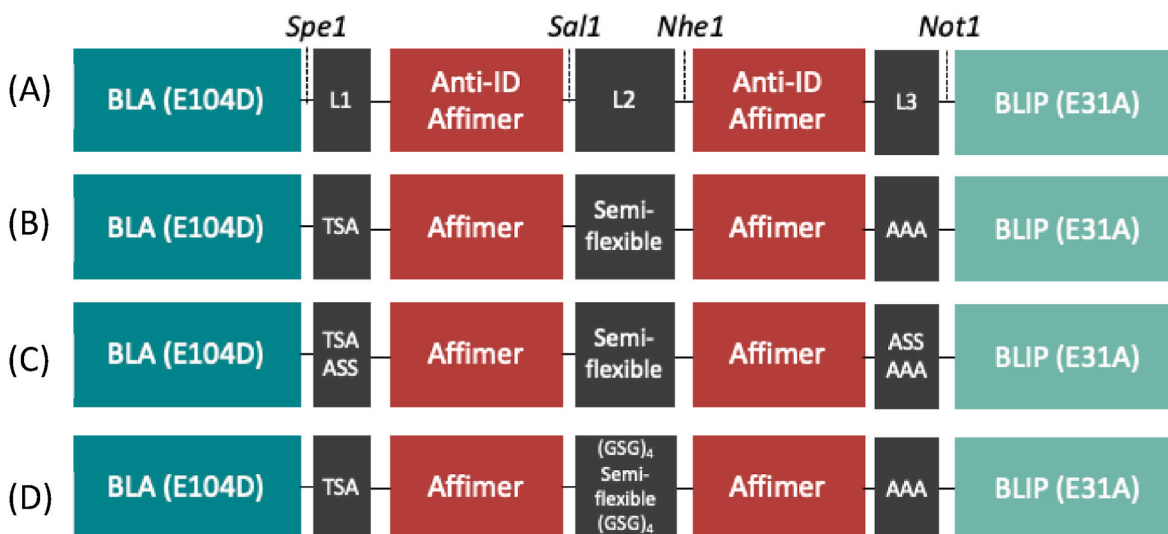 Spe1 Sal1 Nhe1 Not1
(A) BLA (E104D) L1 Anti-ID Affimer L2 Anti-ID Affimer L3 BLIP (E31A)
(B) BLA (E104D) TSA Affimer Semi-flexible Affimer AAA BLIP (E31A)
(C) BLA (E104D) TSA ASS Affimer Semi-flexible Affimer ASS AAA BLIP (E31A)
(D) BLA (E104D) TSA Affimer (GSG)₄ Semi-flexible (GSG)₄ Affimer AAA BLIP (E31A)